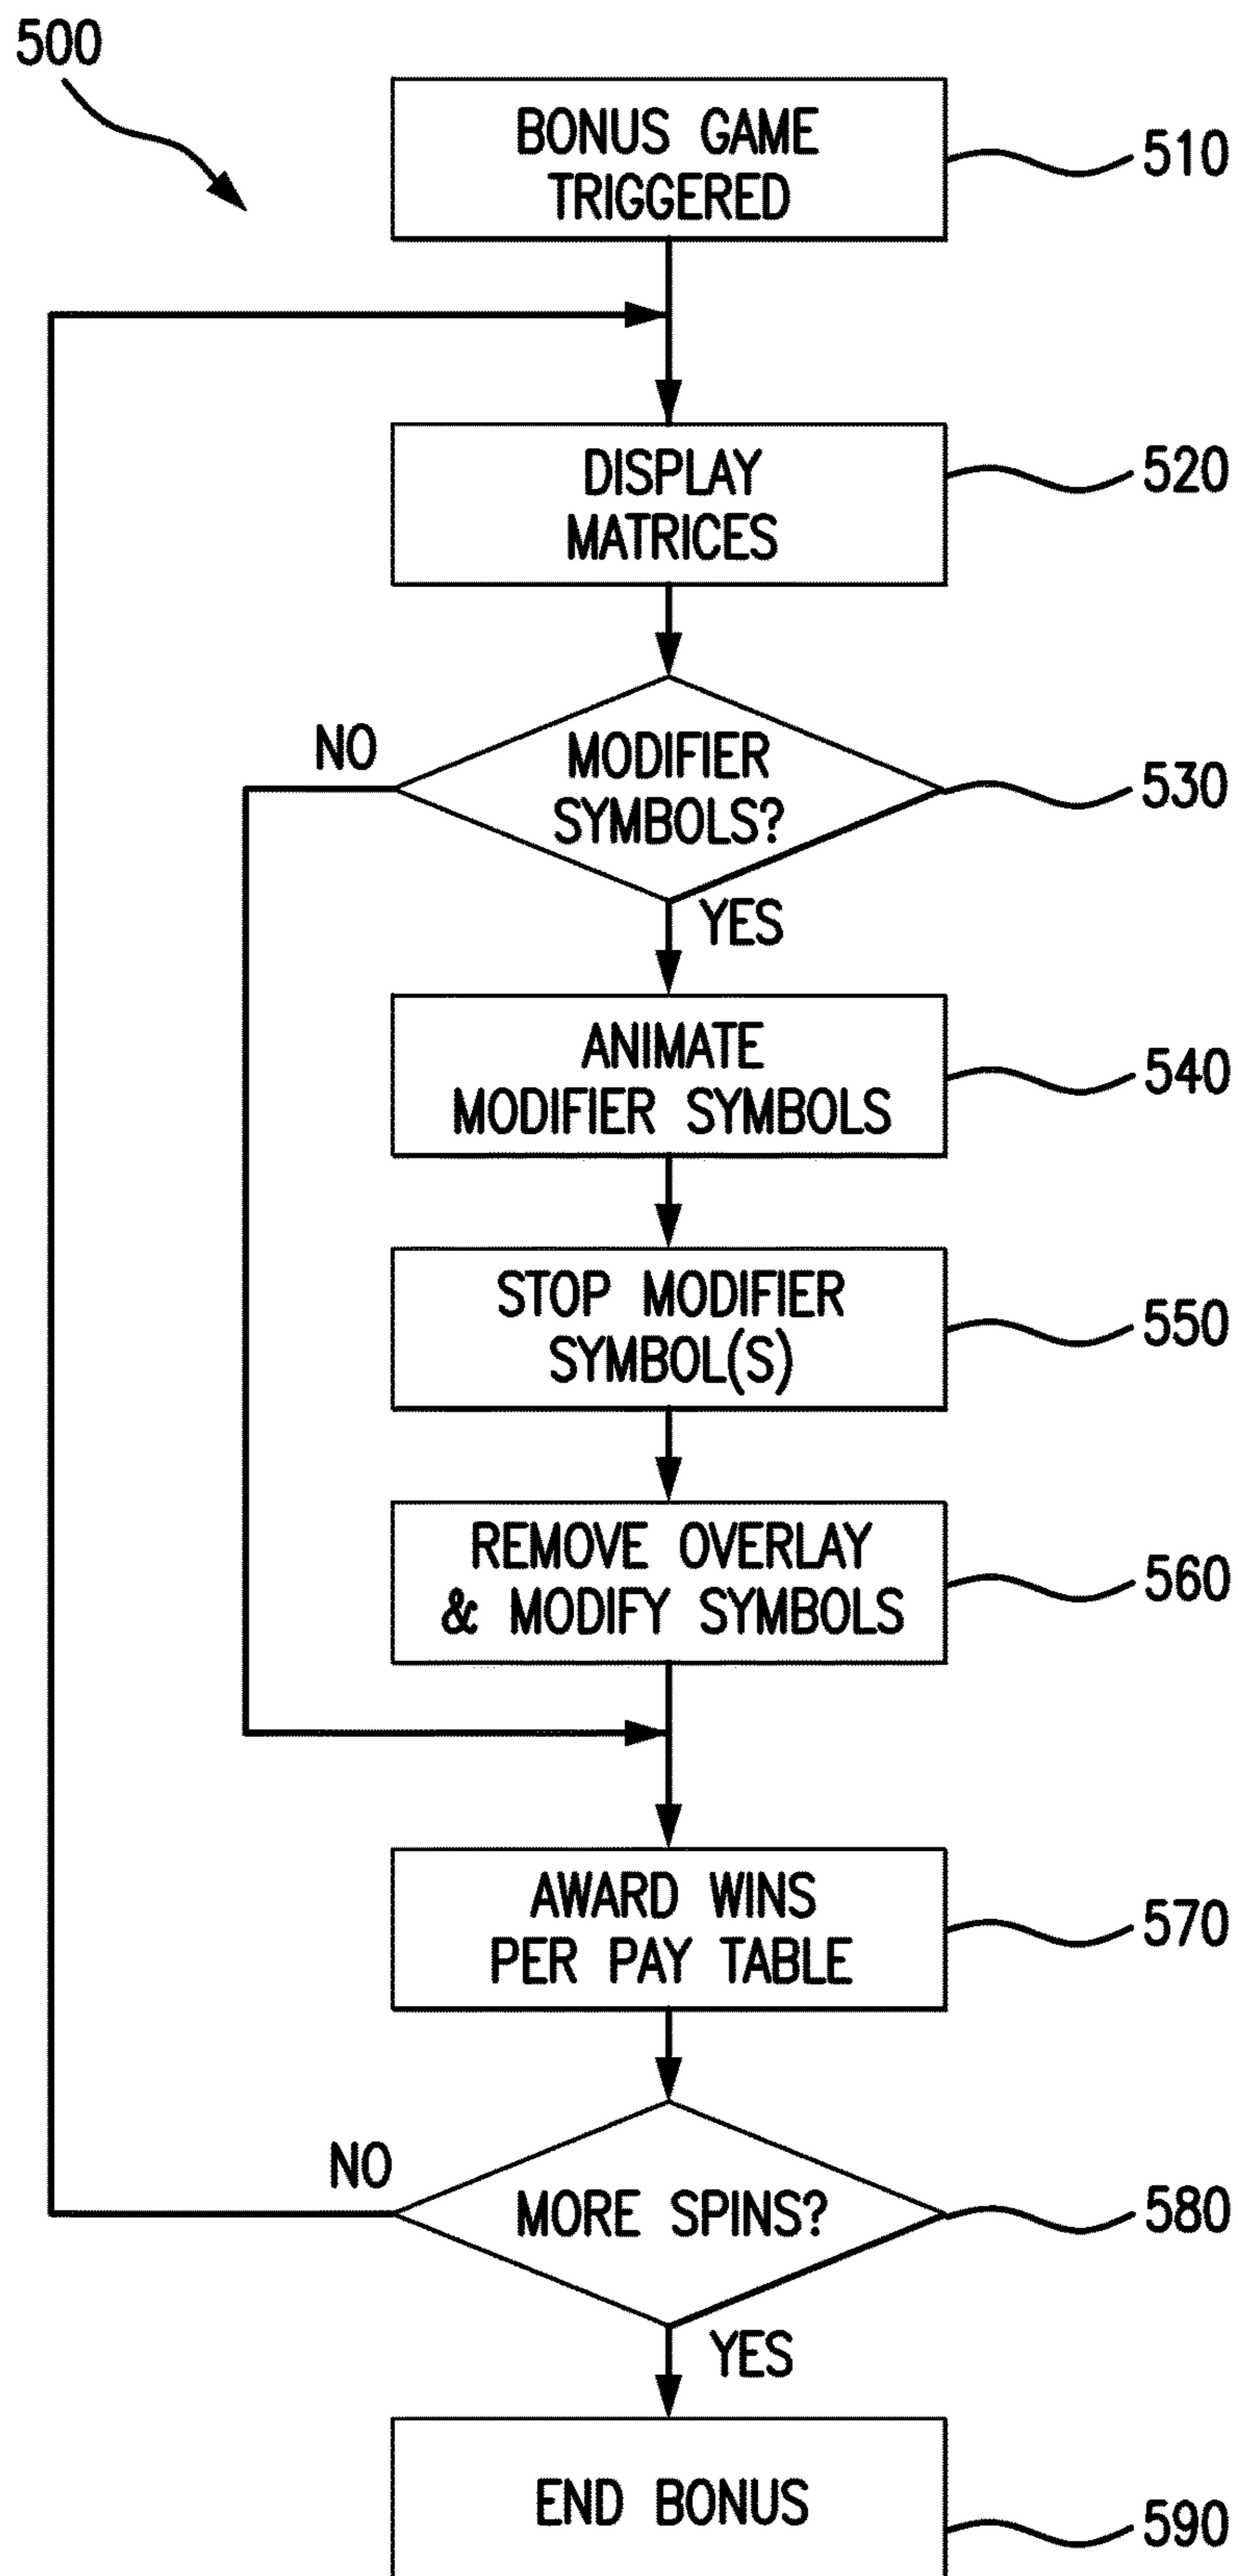 500
BONUS GAME
TRIGGERED
510
DISPLAY
MATRICES
520
NO
MODIFIER
SYMBOLS?
530
YES
ANIMATE
MODIFIER SYMBOLS
540
STOP MODIFIER
SYMBOL(S)
550
REMOVE OVERLAY
& MODIFY SYMBOLS
560
AWARD WINS
PER PAY TABLE
570
NO
MORE SPINS?
580
YES
END BONUS
590